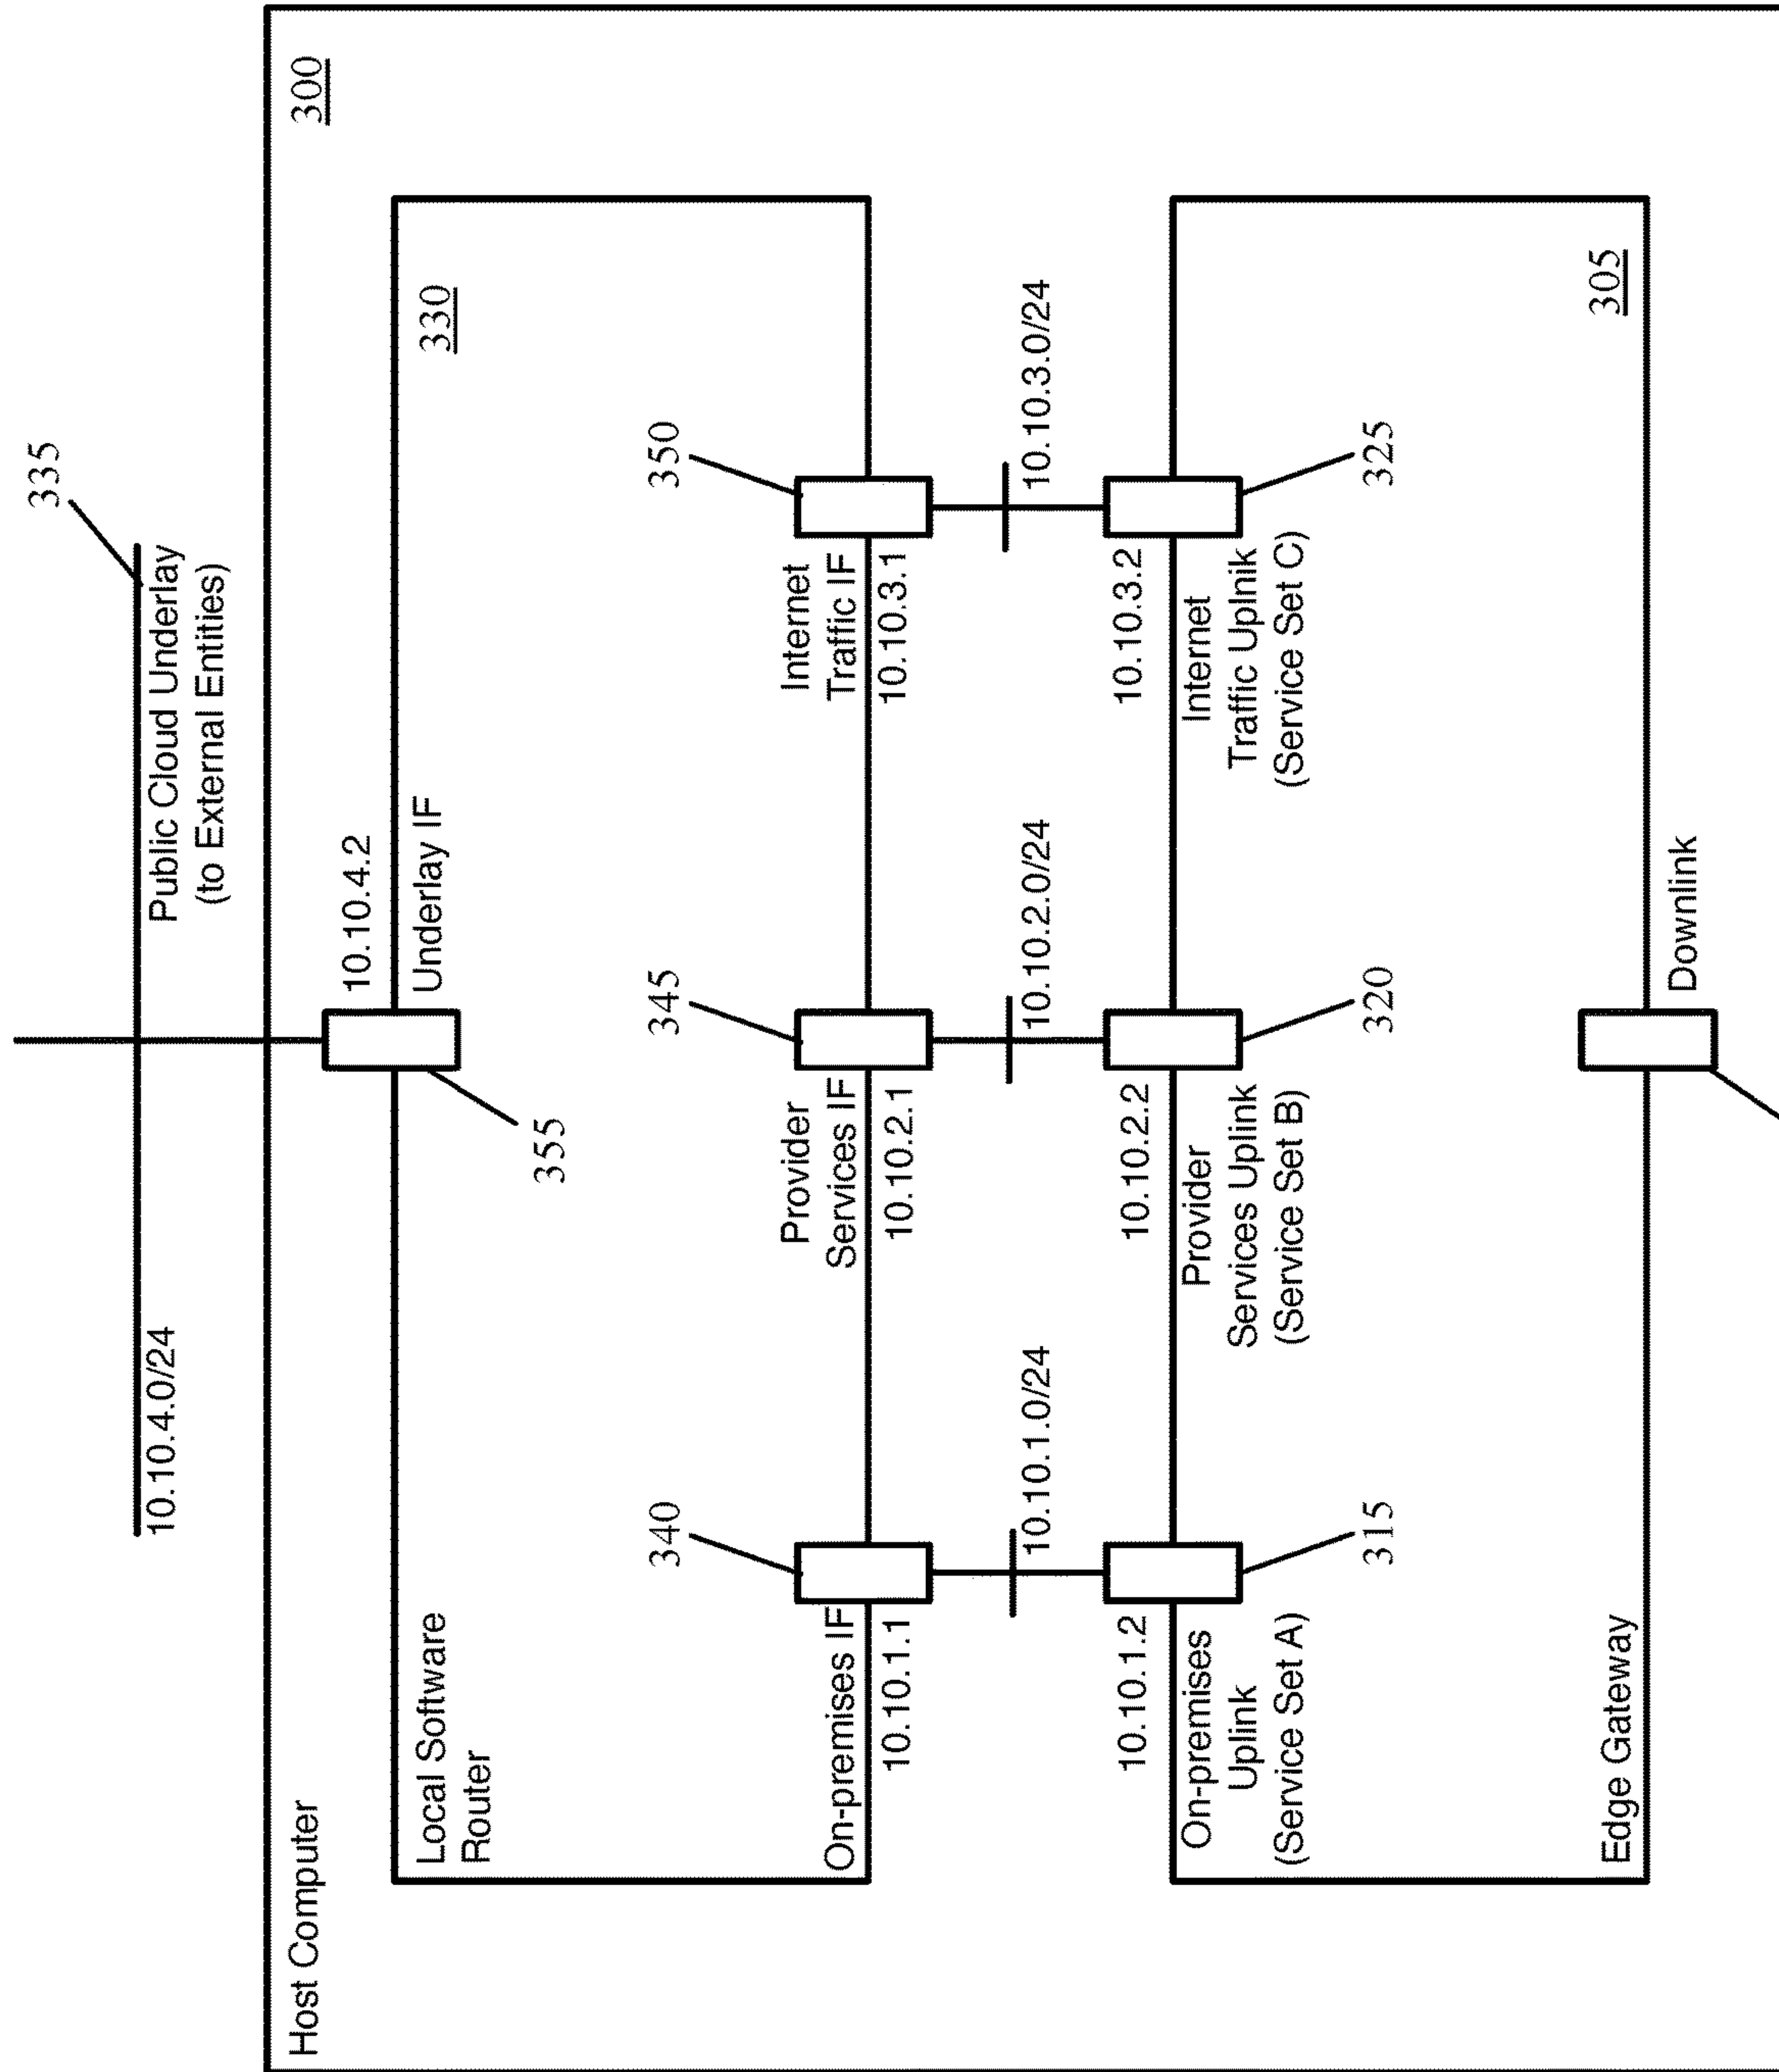 335
10.10.4.0/24
Public Cloud Underlay
(to External Entities)
Host Computer
300
10.10.4.2
Underlay IF
355
Local Software
Router
330
340
345
350
On-premises IF
10.10.1.1
Provider
Services IF
10.10.2.1
Internet
Traffic IF
10.10.3.1
10.10.1.0/24
10.10.2.0/24
10.10.3.0/24
10.10.1.2
On-premises
Uplink
(Service Set A)
315
10.10.2.2
Provider
Services Uplink
(Service Set B)
320
10.10.3.2
Internet
Traffic Uplnik
(Service Set C)
325
Edge Gateway
305
Downlink